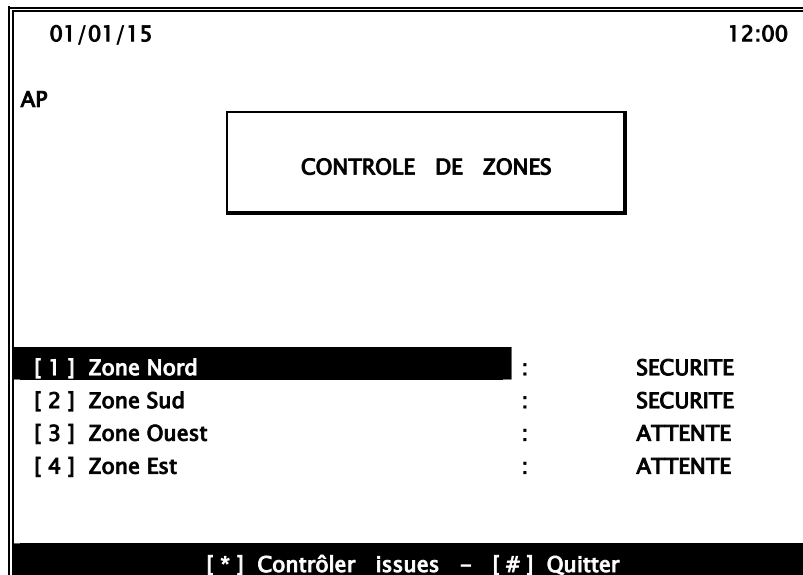 01/01/15 12:00
AP
CONTROLE DE ZONES
[ 1 ] Zone Nord : SECURITE
[ 2 ] Zone Sud : SECURITE
[ 3 ] Zone Ouest : ATTENTE
[ 4 ] Zone Est : ATTENTE
[ * ] Contrôler issues – [ # ] Quitter